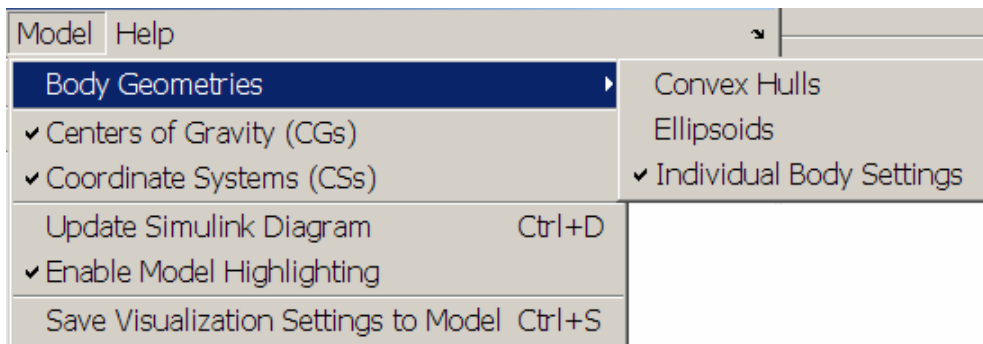 Model Help
Body Geometries
Convex Hulls
Centers of Gravity (CGs)
Ellipsoids
Coordinate Systems (CSs)
Individual Body Settings
Update Simulink Diagram Ctrl+D
Enable Model Highlighting
Save Visualization Settings to Model Ctrl+S